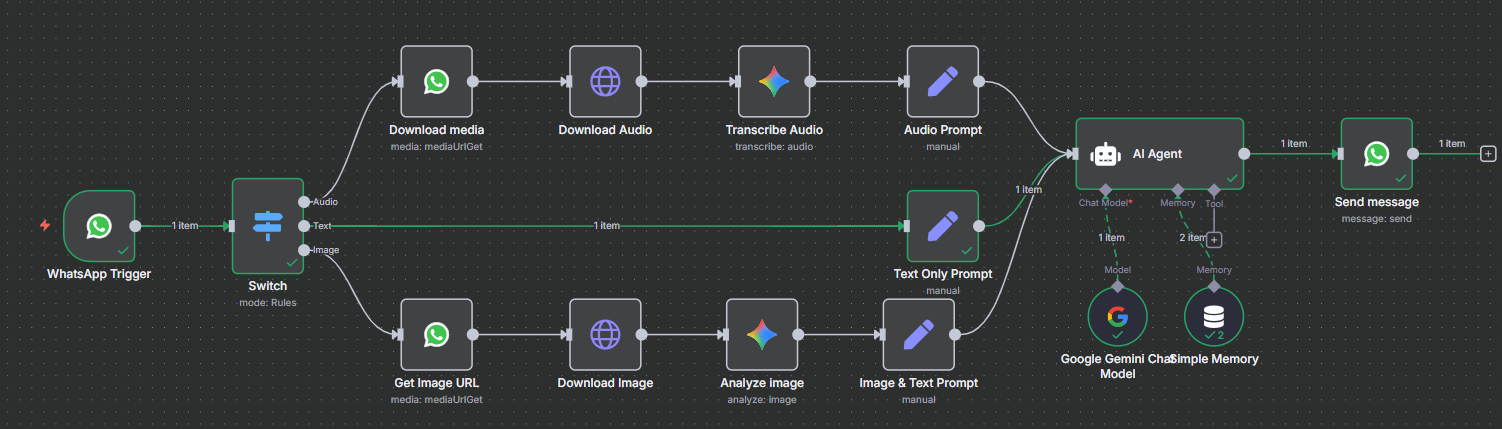 Download media
media: mediaUrlGet
Download Audio
Transcribe Audio
transcribe: audio
Audio Prompt
manual
WhatsApp Trigger
1 item
Switch
mode: Rules
Audio
Text
Image
1 item
Text Only Prompt
manual
1 item
Get Image URL
media: mediaUrlGet
Download Image
Analyze image
analyze: image
Image & Text Prompt
manual
AI Agent
Chat Model*
Memory
Tool
1 item
2 item
Model
Memory
Google Gemini Chat
Model
Simple Memory
2
1 item
Send message
message: send
1 item